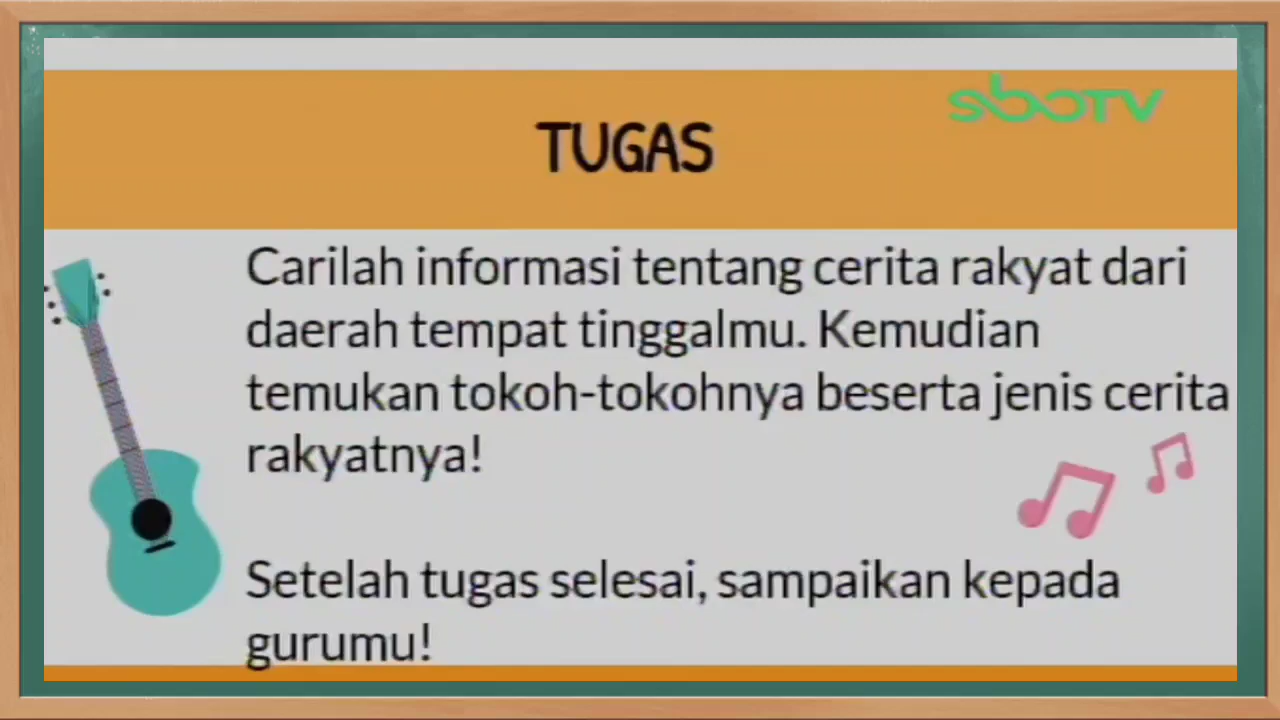 sboTV
TUGAS
Carilah informasi tentang cerita rakyat dari
daerah tempat tinggalmu. Kemudian
temukan tokoh-tokohnya beserta jenis cerita
rakyatnya!
Setelah tugas selesai, sampaikan kepada
gurumu!